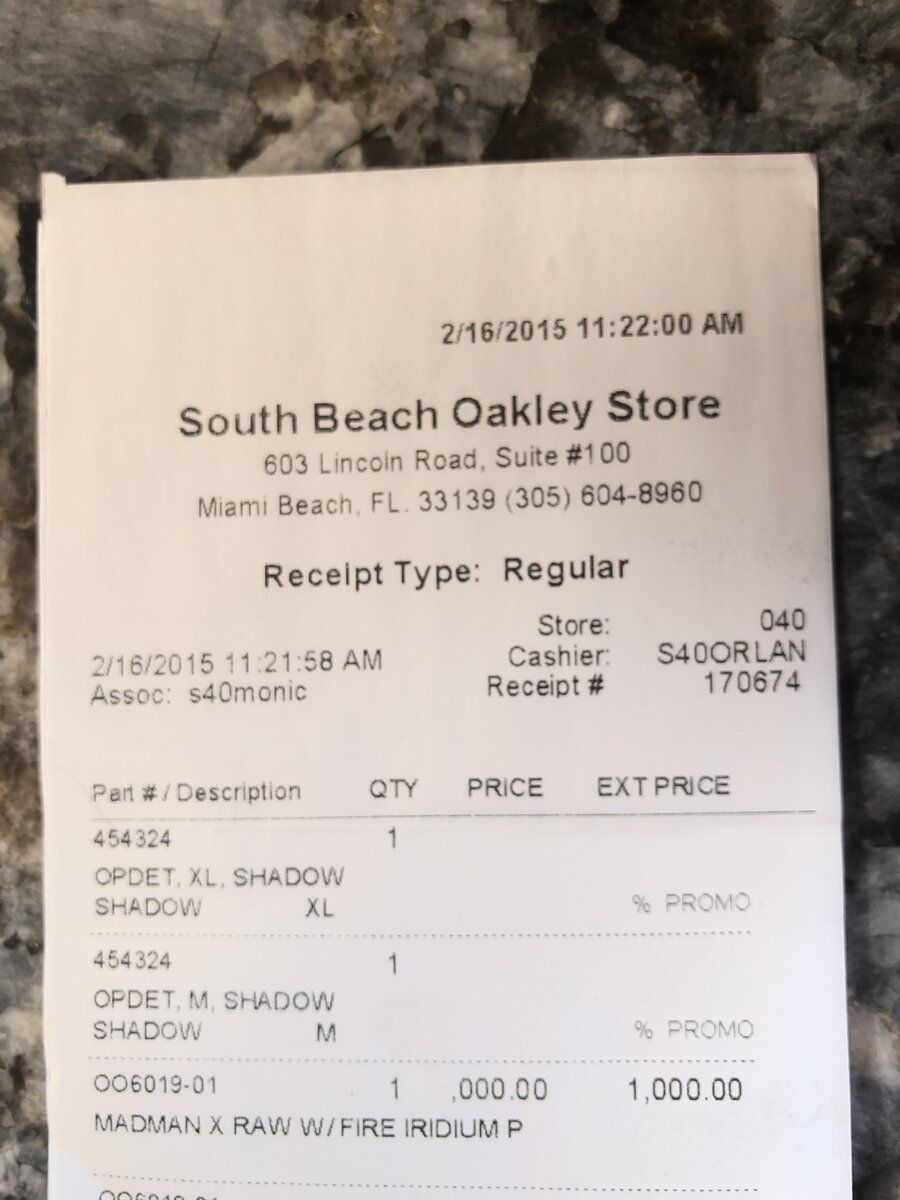 2/16/2015 11:22:00 AM
South Beach Oakley Store
603 Lincoln Road, Suite #100
Miami Beach, FL. 33139 (305) 604-8960
Receipt Type: Regular
Store: 040
2/16/2015 11:21:58 AM Cashier: S40ORLAN
Assoc: s40monic Receipt # 170674
Part # / Description QTY PRICE EXT PRICE
454324 1
OPDET, XL, SHADOW
SHADOW XL % PROMO
454324 1
OPDET, M, SHADOW
SHADOW M % PROMO
OO6019-01 1 ,000.00 1,000.00
MADMAN X RAW W/FIRE IRIDIUM P